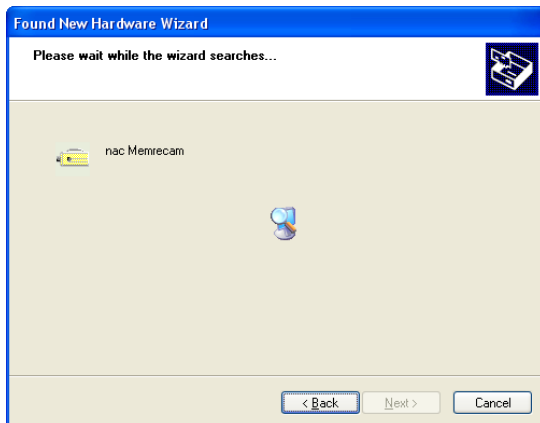 Found New Hardware Wizard
Please wait while the wizard searches...
nac Memrecam
< Back
Next >
Cancel